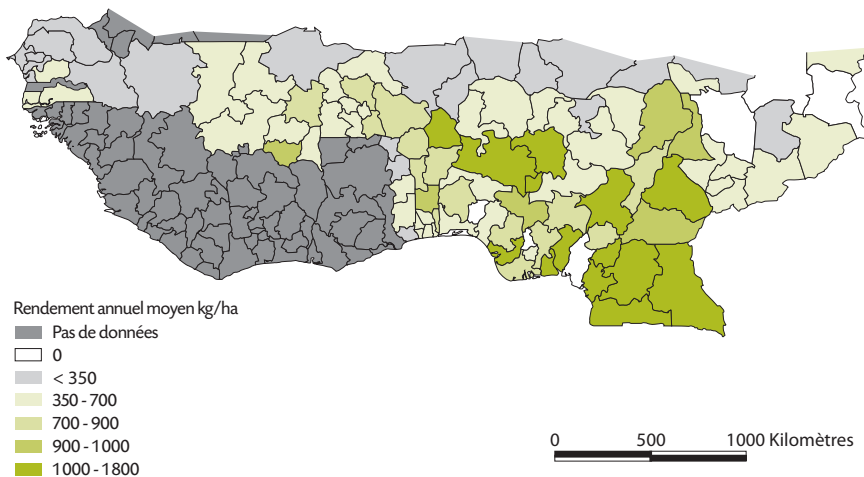 Rendement annuel moyen kg/ha
Pas de données
0
< 350
350 - 700
700 - 900
900 - 1000
1000 - 1800
0 500 1000 Kilomètres